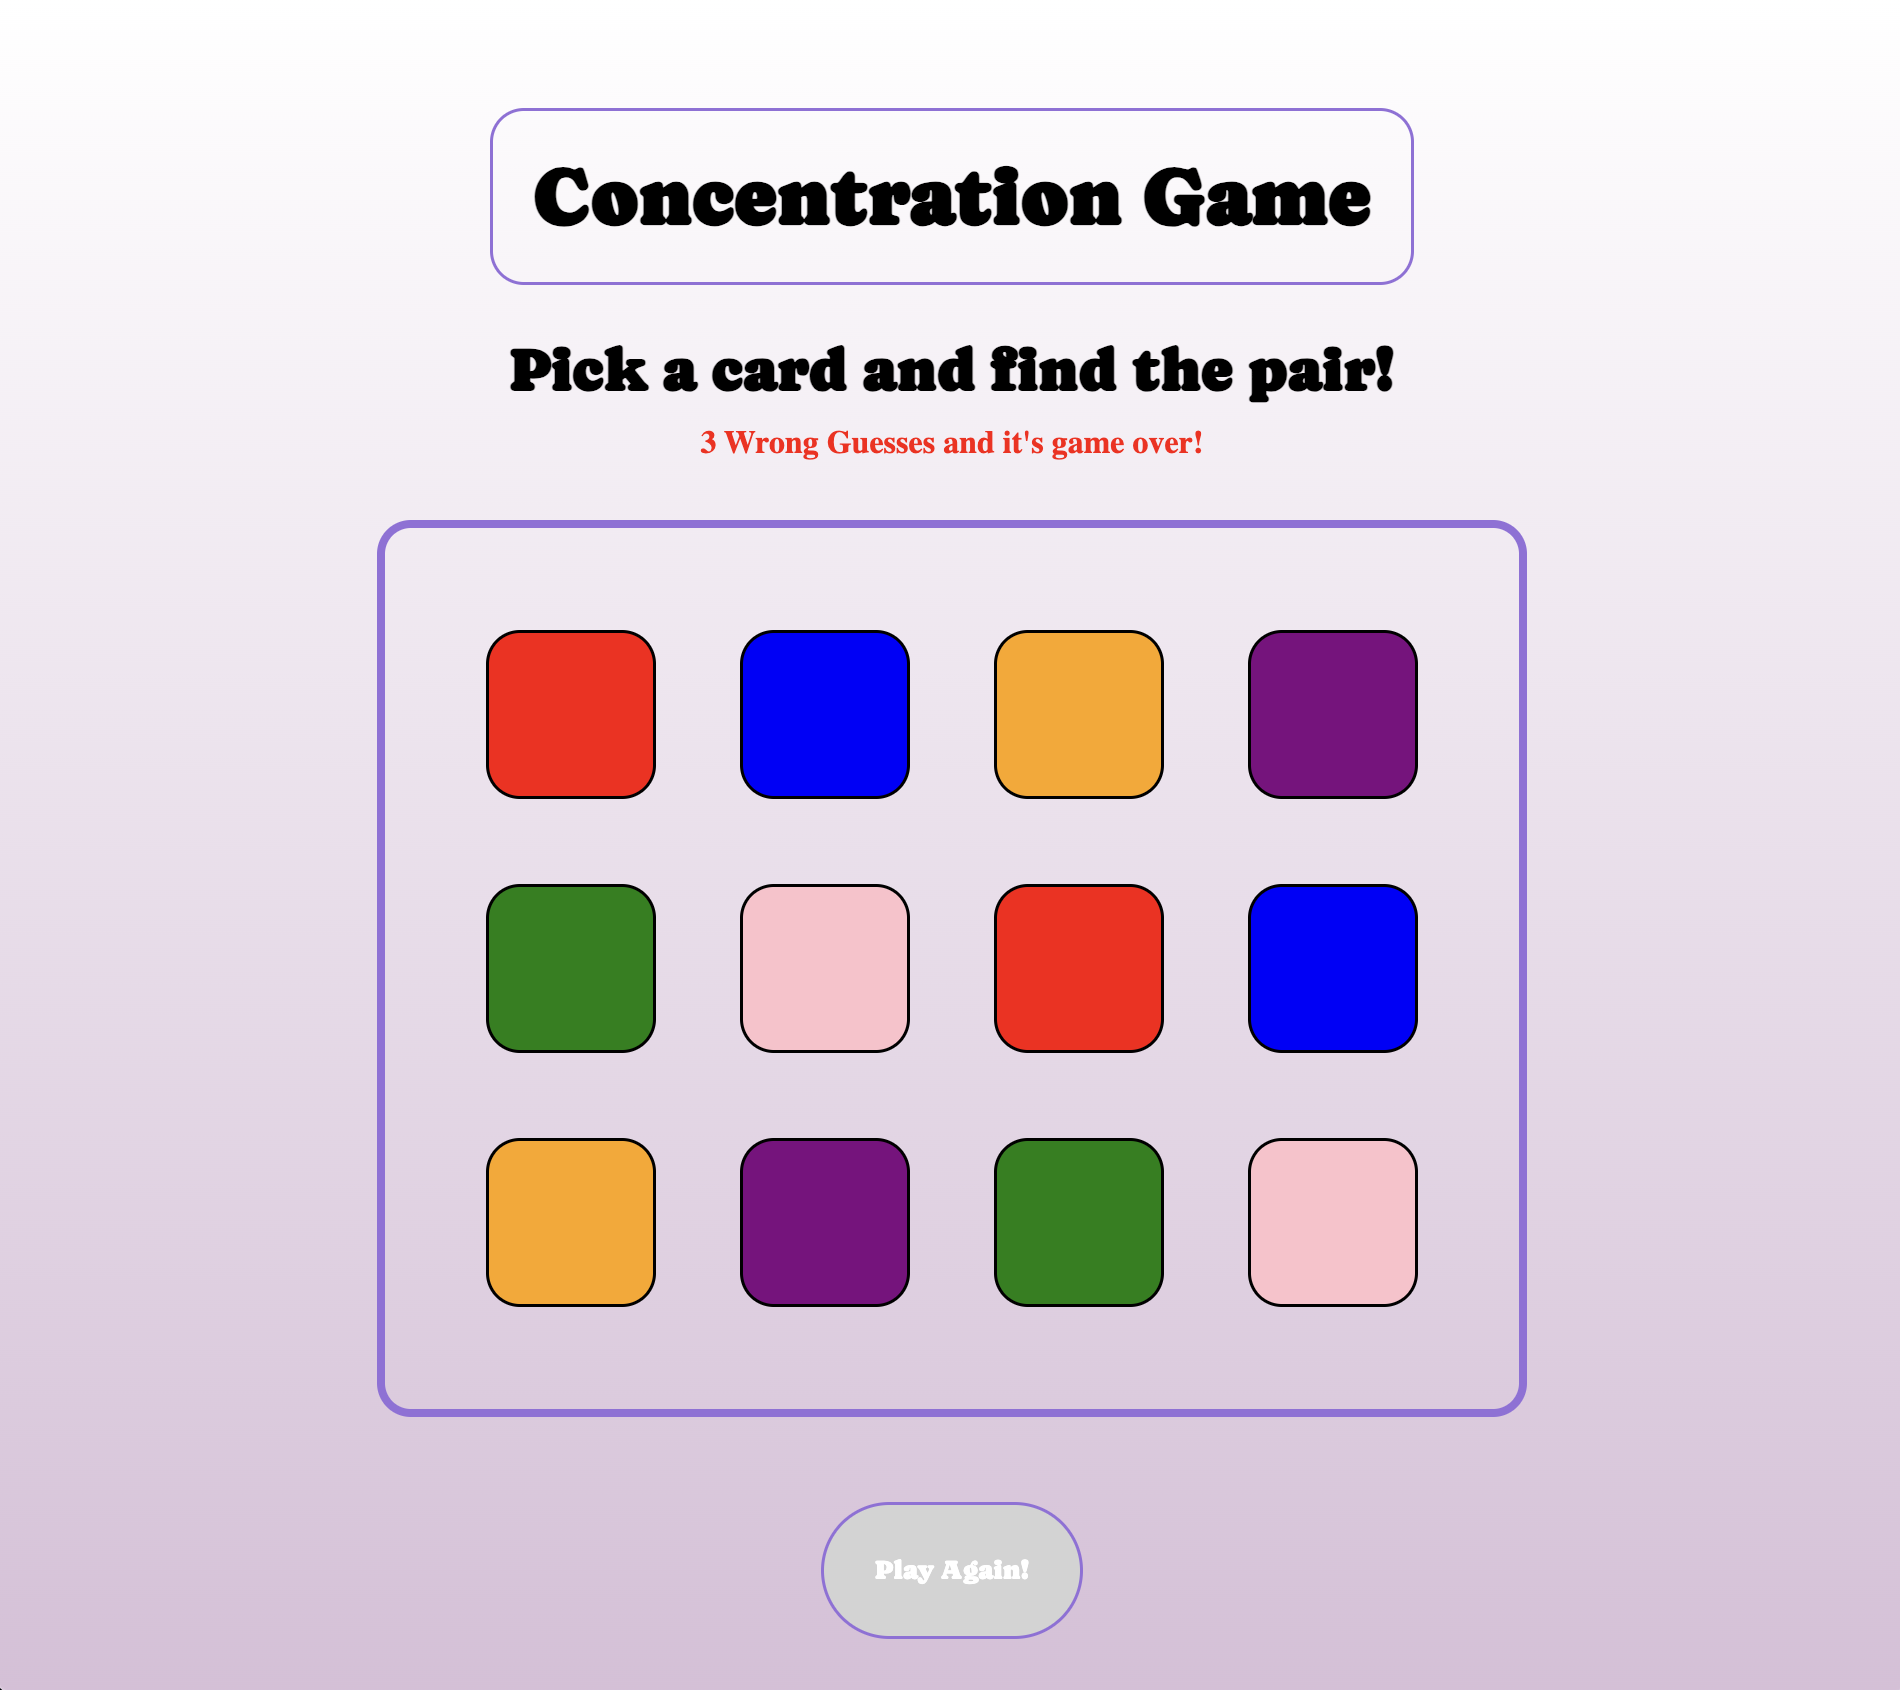 Concentration Game
Pick a card and find the pair!
3 Wrong Guesses and it's game over!
Play Again!